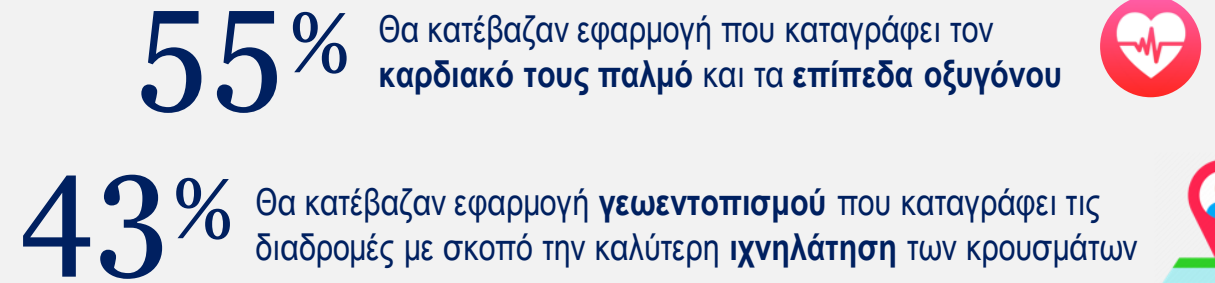 55% Θα κατέβαζαν εφαρμογή που καταγράφει τον
καρδιακό τους παλμό και τα επίπεδα οξυγόνου
43% Θα κατέβαζαν εφαρμογή γεωεντοπισμού που καταγράφει τις
διαδρομές με σκοπό την καλύτερη ιχνηλάτηση των κρουσμάτων